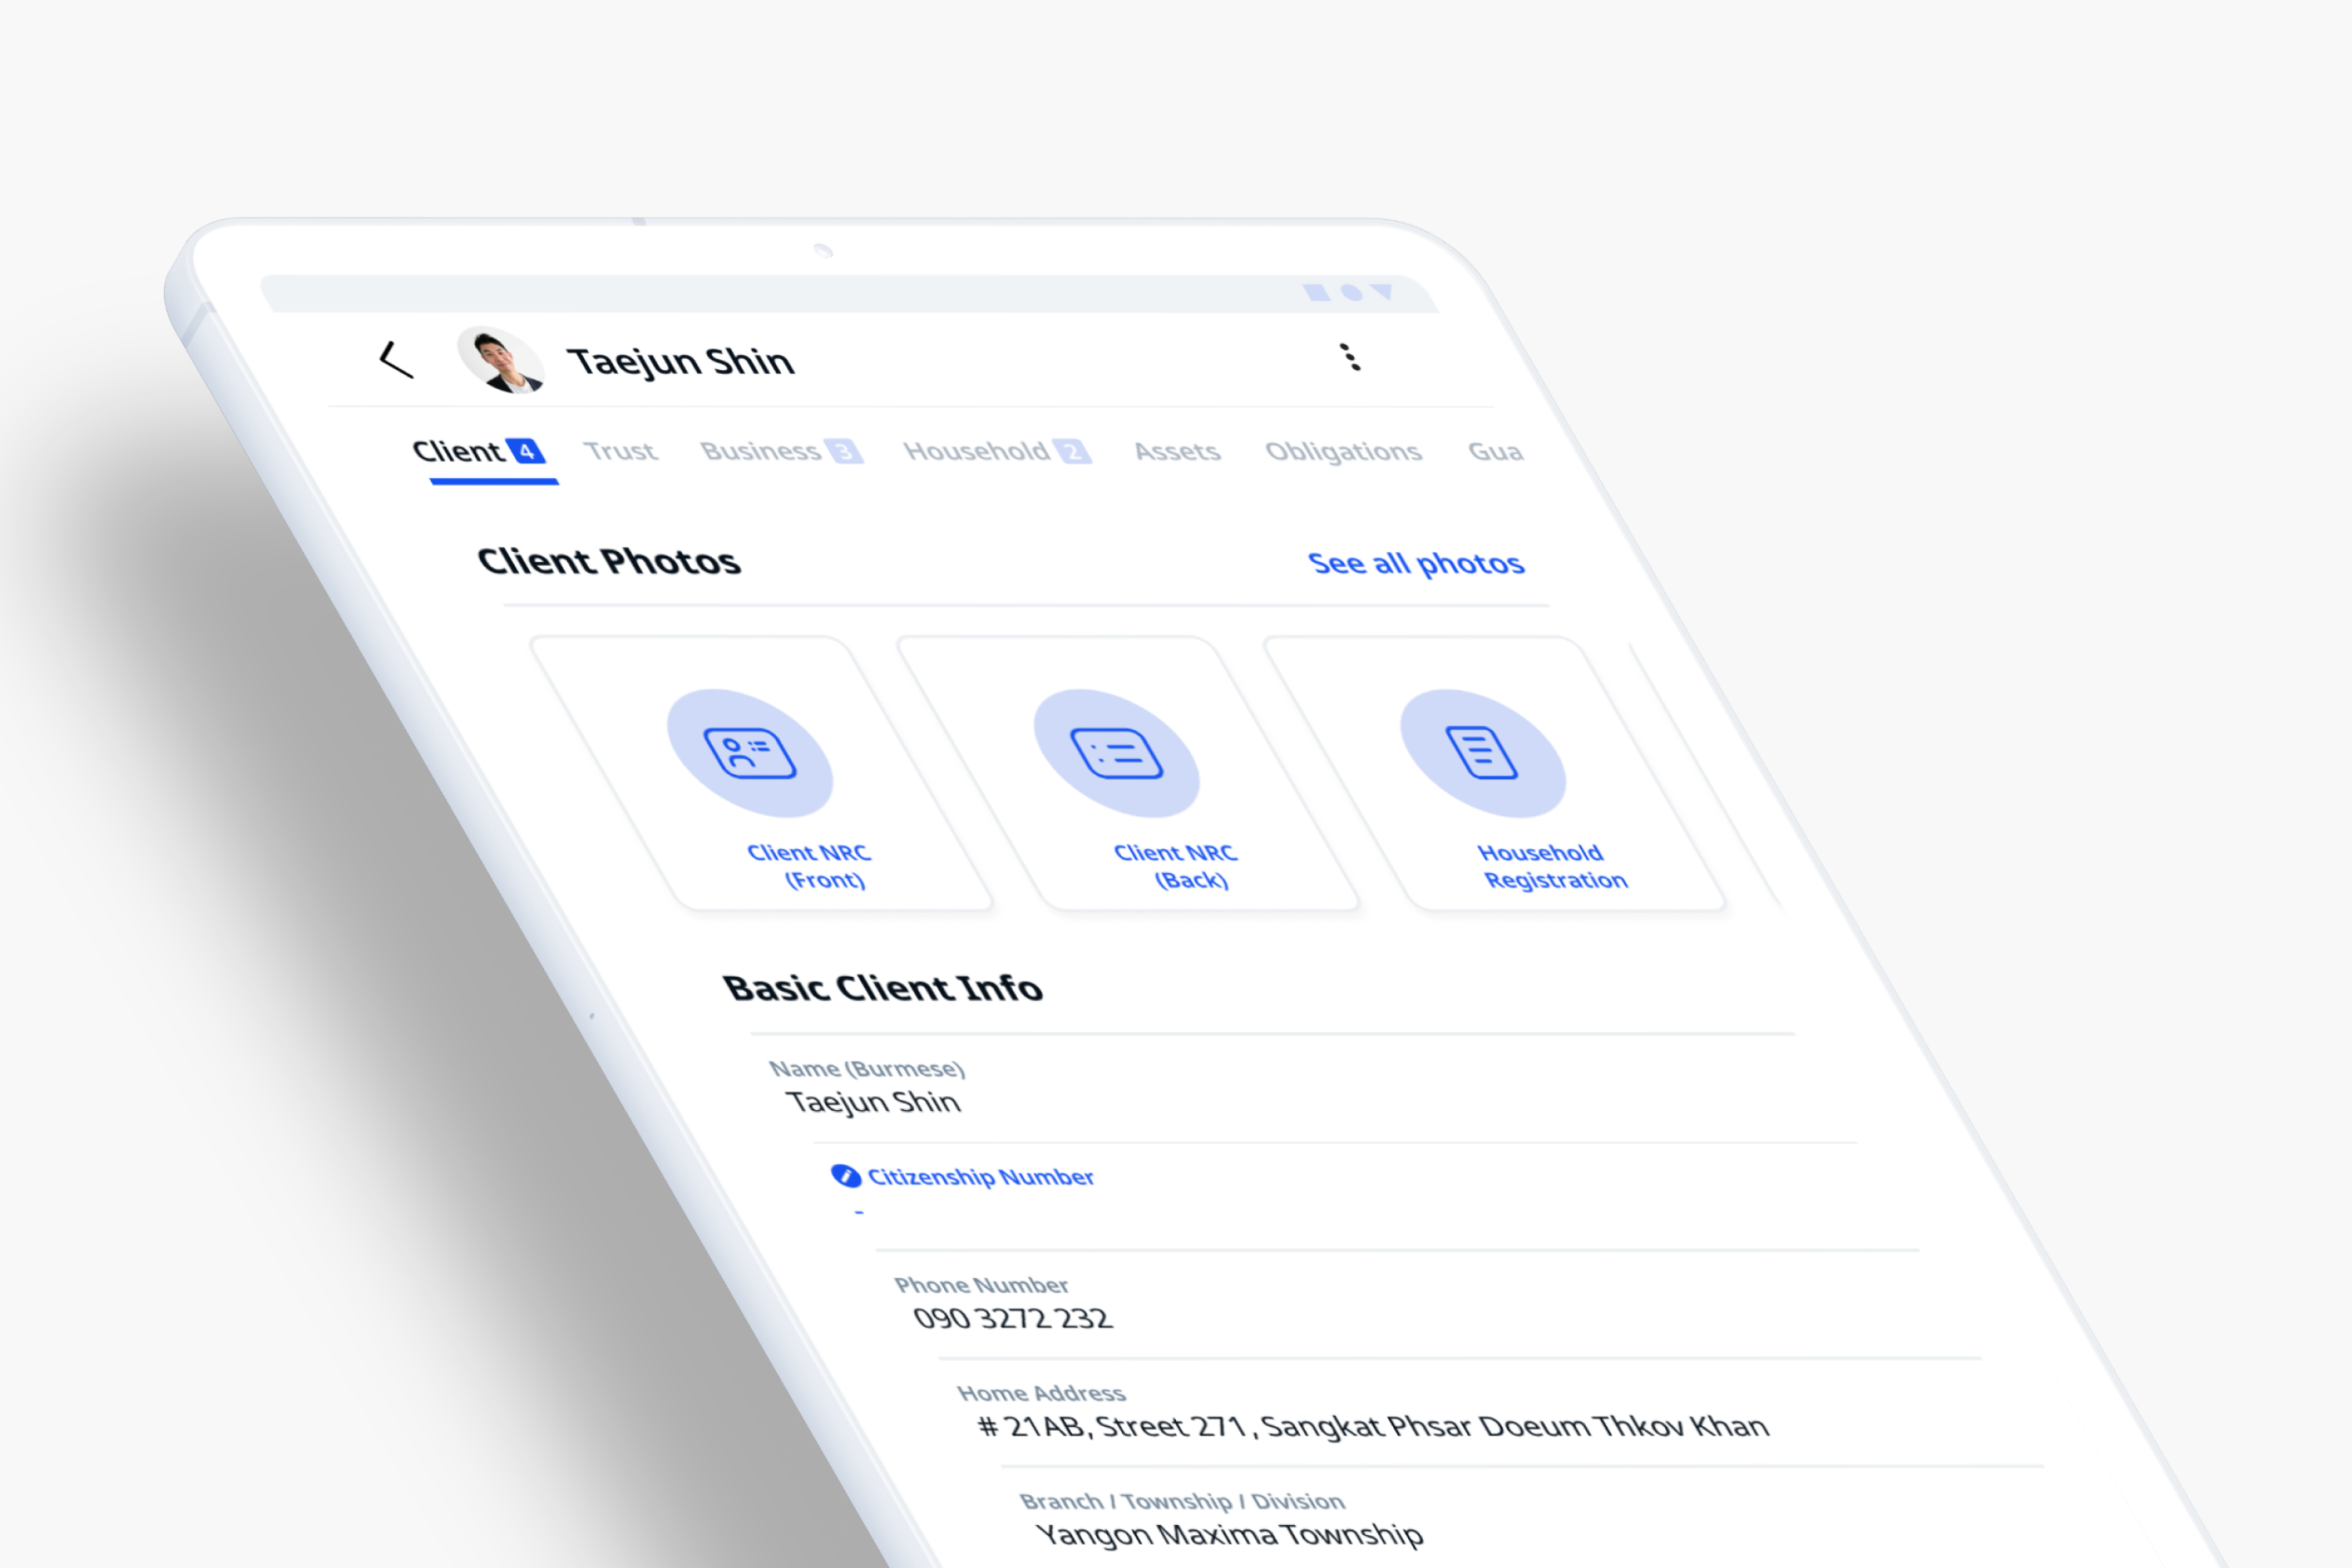 Taejun Shin
Client 4 Trust Business 3 Household 2 Assets Obligations Gua
Client Photos See all photos
Client NRC
(Front)
Client NRC
(Back)
Household
Registration
Basic Client Info
Name (Burmese)
Taejun Shin
i Citizenship Number
-
Phone Number
090 3272 232
Home Address
# 21AB, Street 271 , Sangkat Phsar Doeum Thkov Khan
Branch / Township / Division
Yangon Maxima Township